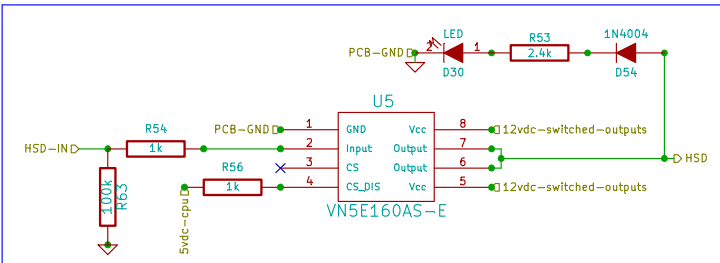 LED
R53
1N4004
PCB-GND
2
1
2.4k
D30
D54
U5
R54
PCB-GND
1
GND
Vcc
8
12vdc-switched-outputs
HSD-IN
1k
2
Input
Output
7
HSD
R56
3
CS
Output
6
1k
4
CS_DIS
Vcc
5
12vdc-switched-outputs
100k
R63
5vdc-cpu
VN5E160AS-E